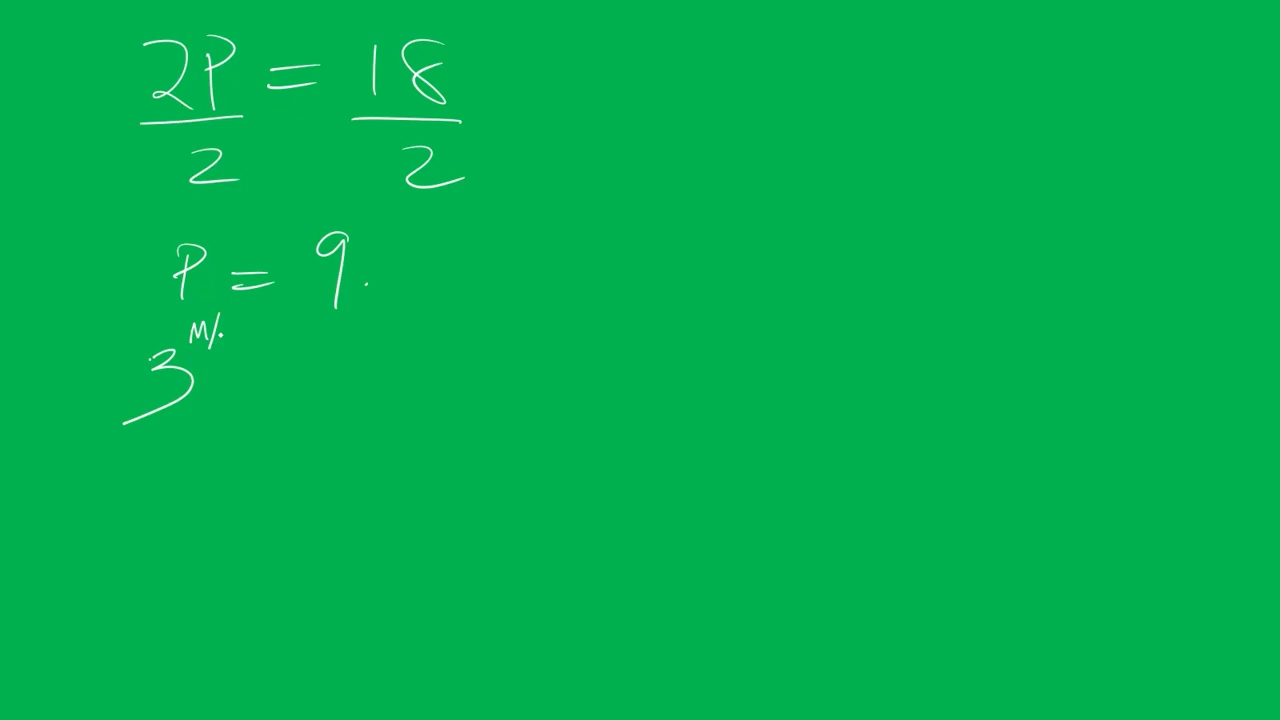 2P = 18
2 2
P = 9.
3 M/.